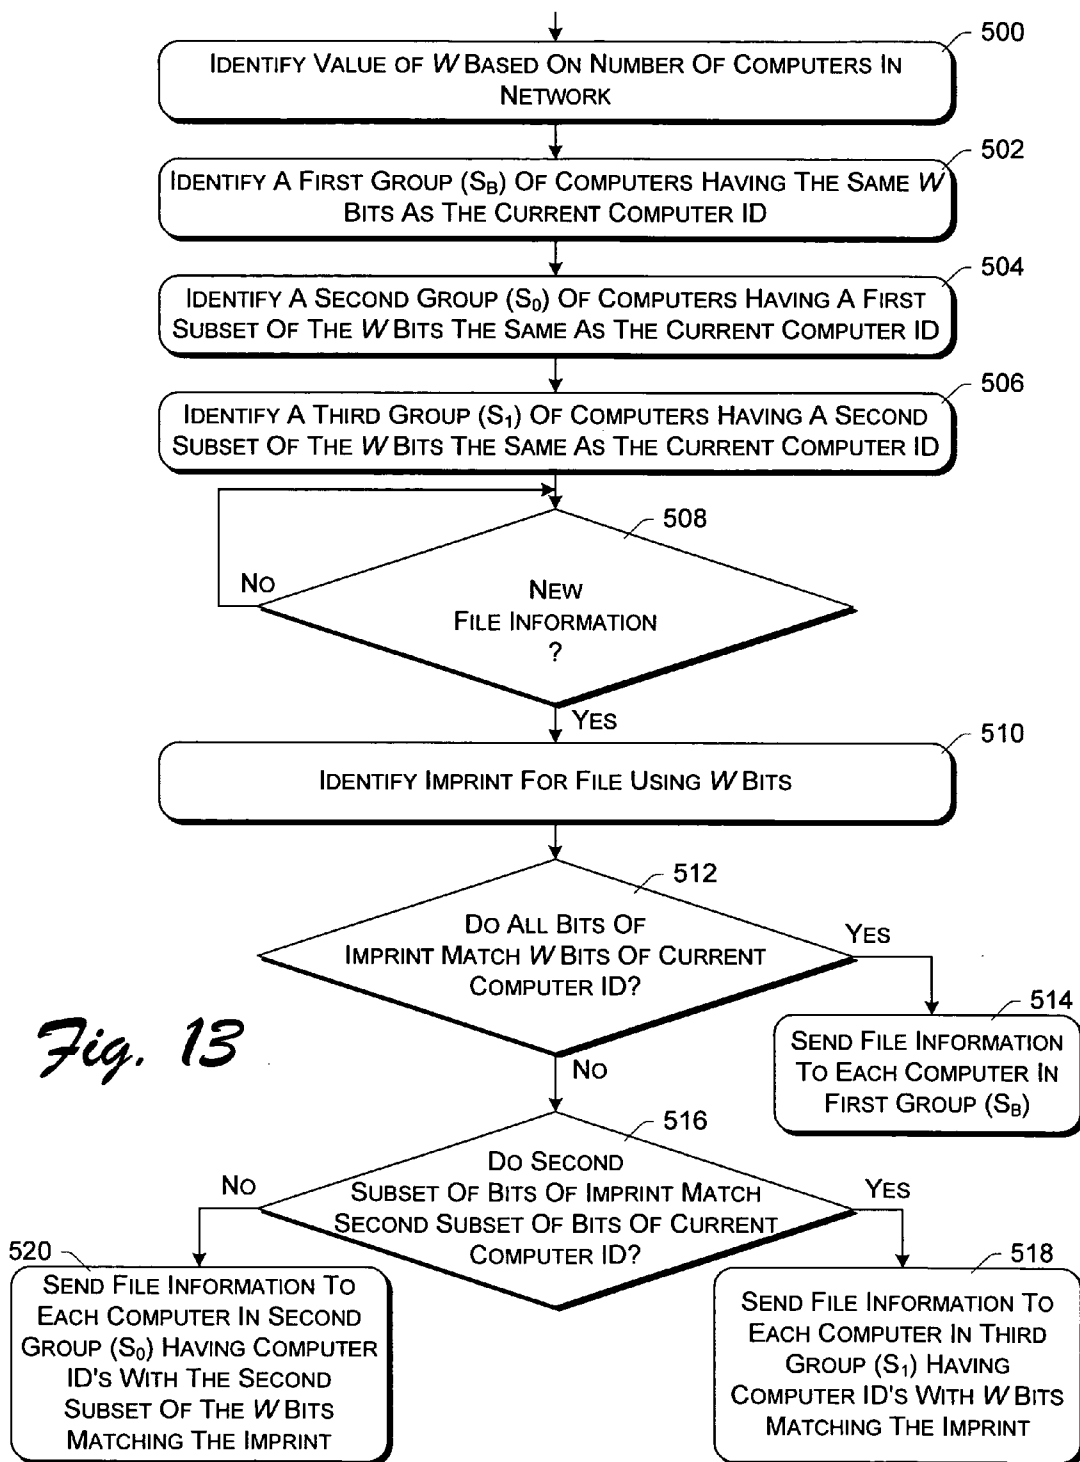 500
IDENTIFY VALUE OF W BASED ON NUMBER OF COMPUTERS IN
NETWORK
502
IDENTIFY A FIRST GROUP (SB) OF COMPUTERS HAVING THE SAME W
BITS AS THE CURRENT COMPUTER ID
504
IDENTIFY A SECOND GROUP (S0) OF COMPUTERS HAVING A FIRST
SUBSET OF THE W BITS THE SAME AS THE CURRENT COMPUTER ID
506
IDENTIFY A THIRD GROUP (S1) OF COMPUTERS HAVING A SECOND
SUBSET OF THE W BITS THE SAME AS THE CURRENT COMPUTER ID
508
NO
NEW
FILE INFORMATION
?
YES
510
IDENTIFY IMPRINT FOR FILE USING W BITS
512
DO ALL BITS OF
IMPRINT MATCH W BITS OF CURRENT
COMPUTER ID?
YES
514
SEND FILE INFORMATION
TO EACH COMPUTER IN
FIRST GROUP (SB)
Fig. 13
NO
516
DO SECOND
SUBSET OF BITS OF IMPRINT MATCH
SECOND SUBSET OF BITS OF CURRENT
COMPUTER ID?
NO
YES
520
SEND FILE INFORMATION TO
EACH COMPUTER IN SECOND
GROUP (S0) HAVING COMPUTER
ID'S WITH THE SECOND
SUBSET OF THE W BITS
MATCHING THE IMPRINT
518
SEND FILE INFORMATION TO
EACH COMPUTER IN THIRD
GROUP (S1) HAVING
COMPUTER ID'S WITH W BITS
MATCHING THE IMPRINT